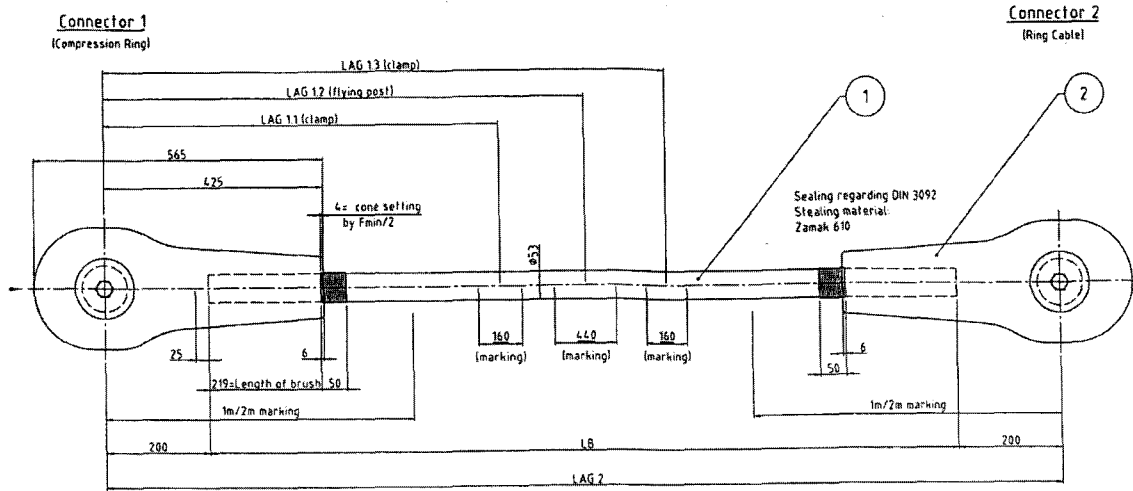 Connector 1
(Compression Ring)
Connector 2
(Ring Cable)
LAG 1.3 (clamp)
LAG 1.2 (flying post)
LAG 1.1 (clamp)
1
2
565
425
4= cone setting
by Fmin/2
Ø53
Sealing regarding DIN 3092
Stealing material:
Zamak 610
25
6
160
(marking)
440
(marking)
160
(marking)
6
50
219=Length of brush
50
1m/2m marking
1m/2m marking
200
LB
200
LAG 2